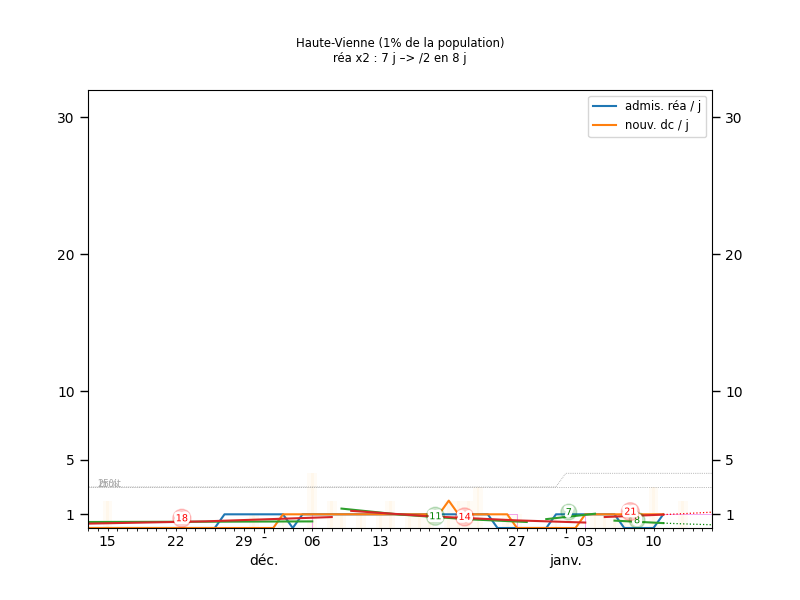 Haute-Vienne (1% de la population)
réa x2 : 7 j –> /2 en 8 j
admis. réa / j
nouv. dc / j
30 30
20 20
10 10
5 5
1 1
18 11 14 7 21 8
15 22 29 - 06 13 20 27 - 03 10
déc. janv.